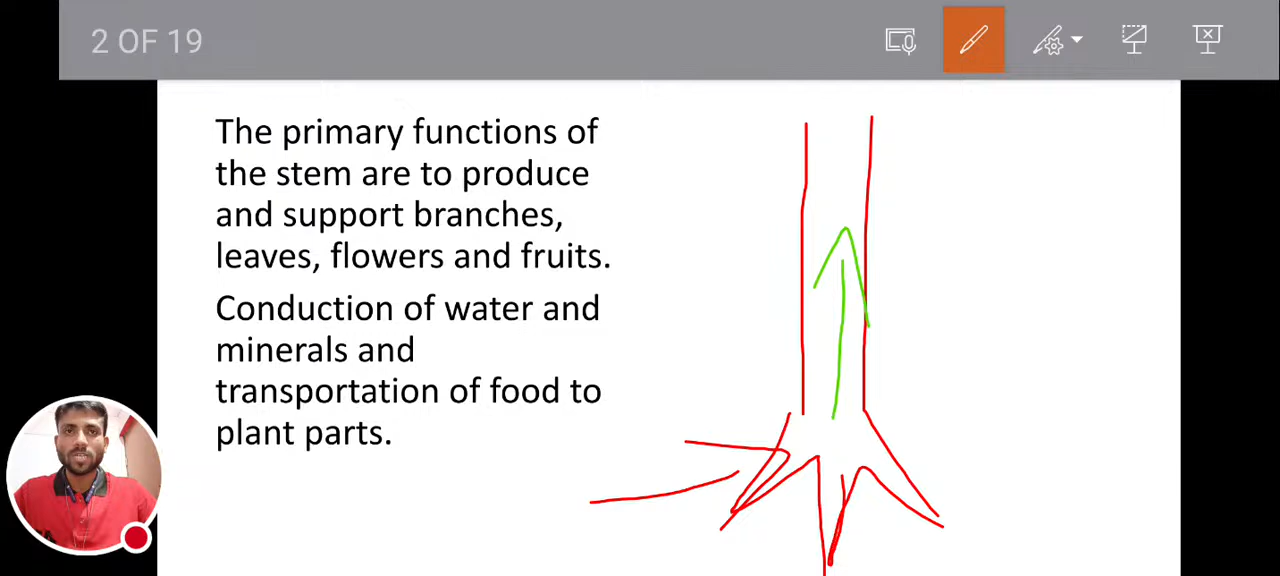 2 OF 19
The primary functions of
the stem are to produce
and support branches,
leaves, flowers and fruits.
Conduction of water and
minerals and
transportation of food to
plant parts.